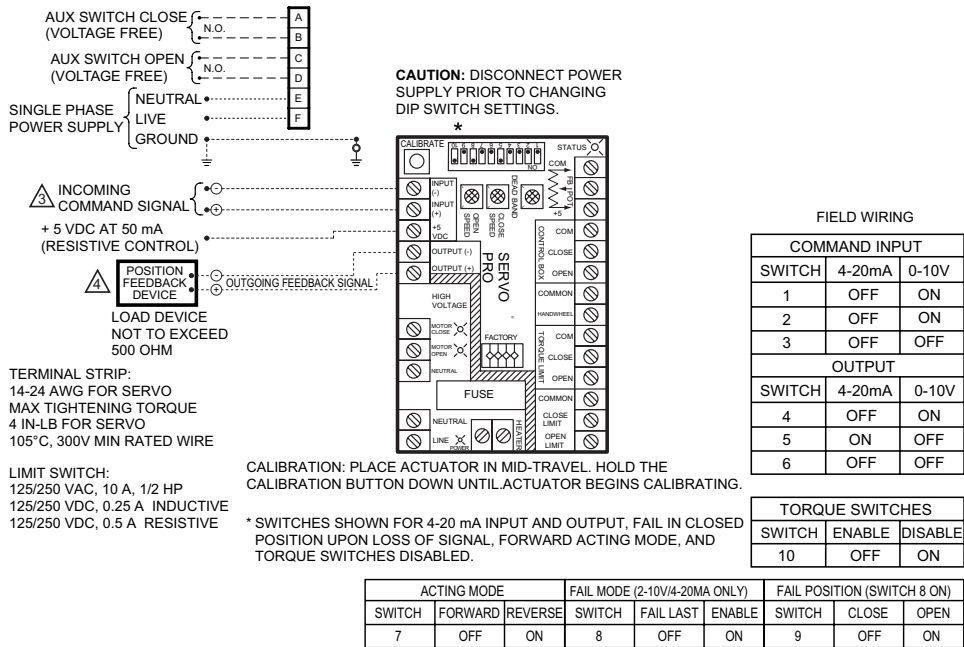 AUX SWITCH CLOSE
(VOLTAGE FREE)
N.O.
A
B
AUX SWITCH OPEN
(VOLTAGE FREE)
N.O.
C
D
SINGLE PHASE
POWER SUPPLY
NEUTRAL
LIVE
GROUND
E
F
CAUTION: DISCONNECT POWER
SUPPLY PRIOR TO CHANGING
DIP SWITCH SETTINGS.
*
3
INCOMING
COMMAND SIGNAL
-
+
+ 5 VDC AT 50 mA
(RESISTIVE CONTROL)
4
POSITION
FEEDBACK
DEVICE
-
+
OUTGOING FEEDBACK SIGNAL
LOAD DEVICE
NOT TO EXCEED
500 OHM
CALIBRATE
10 9 8 7 6 5 4 3 2 1
NO
STATUS
COM
FB POT
+5
INPUT
(-)
INPUT
(+)
+5
VDC
OUTPUT (-)
OUTPUT (+)
OPEN
SPEED
CLOSE
SPEED
DEAD BAND
SERVO
PRO
HIGH
VOLTAGE
MOTOR
CLOSE
MOTOR
OPEN
NEUTRAL
FACTORY
FUSE
NEUTRAL
LINE
POWER
HEATER
CONTROL BOX
COM
CLOSE
OPEN
COMMON
HANDWHEEL
TORQUE LIMIT
COM
CLOSE
OPEN
COMMON
CLOSE
LIMIT
OPEN
LIMIT
TERMINAL STRIP:
14-24 AWG FOR SERVO
MAX TIGHTENING TORQUE
4 IN-LB FOR SERVO
105°C, 300V MIN RATED WIRE
LIMIT SWITCH:
125/250 VAC, 10 A, 1/2 HP
125/250 VDC, 0.25 A INDUCTIVE
125/250 VDC, 0.5 A RESISTIVE
CALIBRATION: PLACE ACTUATOR IN MID-TRAVEL. HOLD THE
CALIBRATION BUTTON DOWN UNTIL.ACTUATOR BEGINS CALIBRATING.
* SWITCHES SHOWN FOR 4-20 mA INPUT AND OUTPUT, FAIL IN CLOSED
POSITION UPON LOSS OF SIGNAL, FORWARD ACTING MODE, AND
TORQUE SWITCHES DISABLED.
FIELD WIRING
COMMAND INPUT
SWITCH 4-20mA 0-10V
1 OFF ON
2 OFF ON
3 OFF OFF
OUTPUT
SWITCH 4-20mA 0-10V
4 OFF ON
5 ON OFF
6 OFF OFF
TORQUE SWITCHES
SWITCH ENABLE DISABLE
10 OFF ON
ACTING MODE FAIL MODE (2-10V/4-20MA ONLY) FAIL POSITION (SWITCH 8 ON)
SWITCH FORWARD REVERSE SWITCH FAIL LAST ENABLE SWITCH CLOSE OPEN
7 OFF ON 8 OFF ON 9 OFF ON